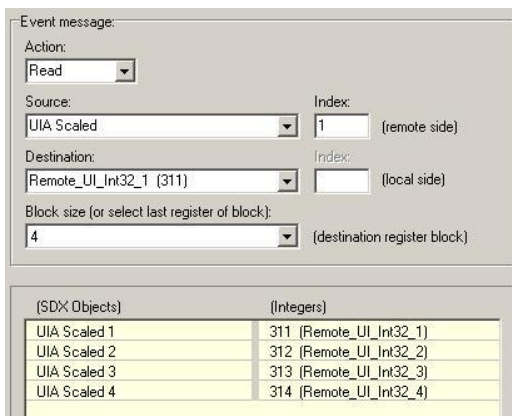 Event message:
Action:
Read
Source:
Index:
UIA Scaled
1
(remote side)
Destination:
Index:
Remote_UI_Int32_1 (311)
(local side)
Block size (or select last register of block):
4
(destination register block)
(SDX Objects)
(Integers)
UIA Scaled 1
311 (Remote_UI_Int32_1)
UIA Scaled 2
312 (Remote_UI_Int32_2)
UIA Scaled 3
313 (Remote_UI_Int32_3)
UIA Scaled 4
314 (Remote_UI_Int32_4)